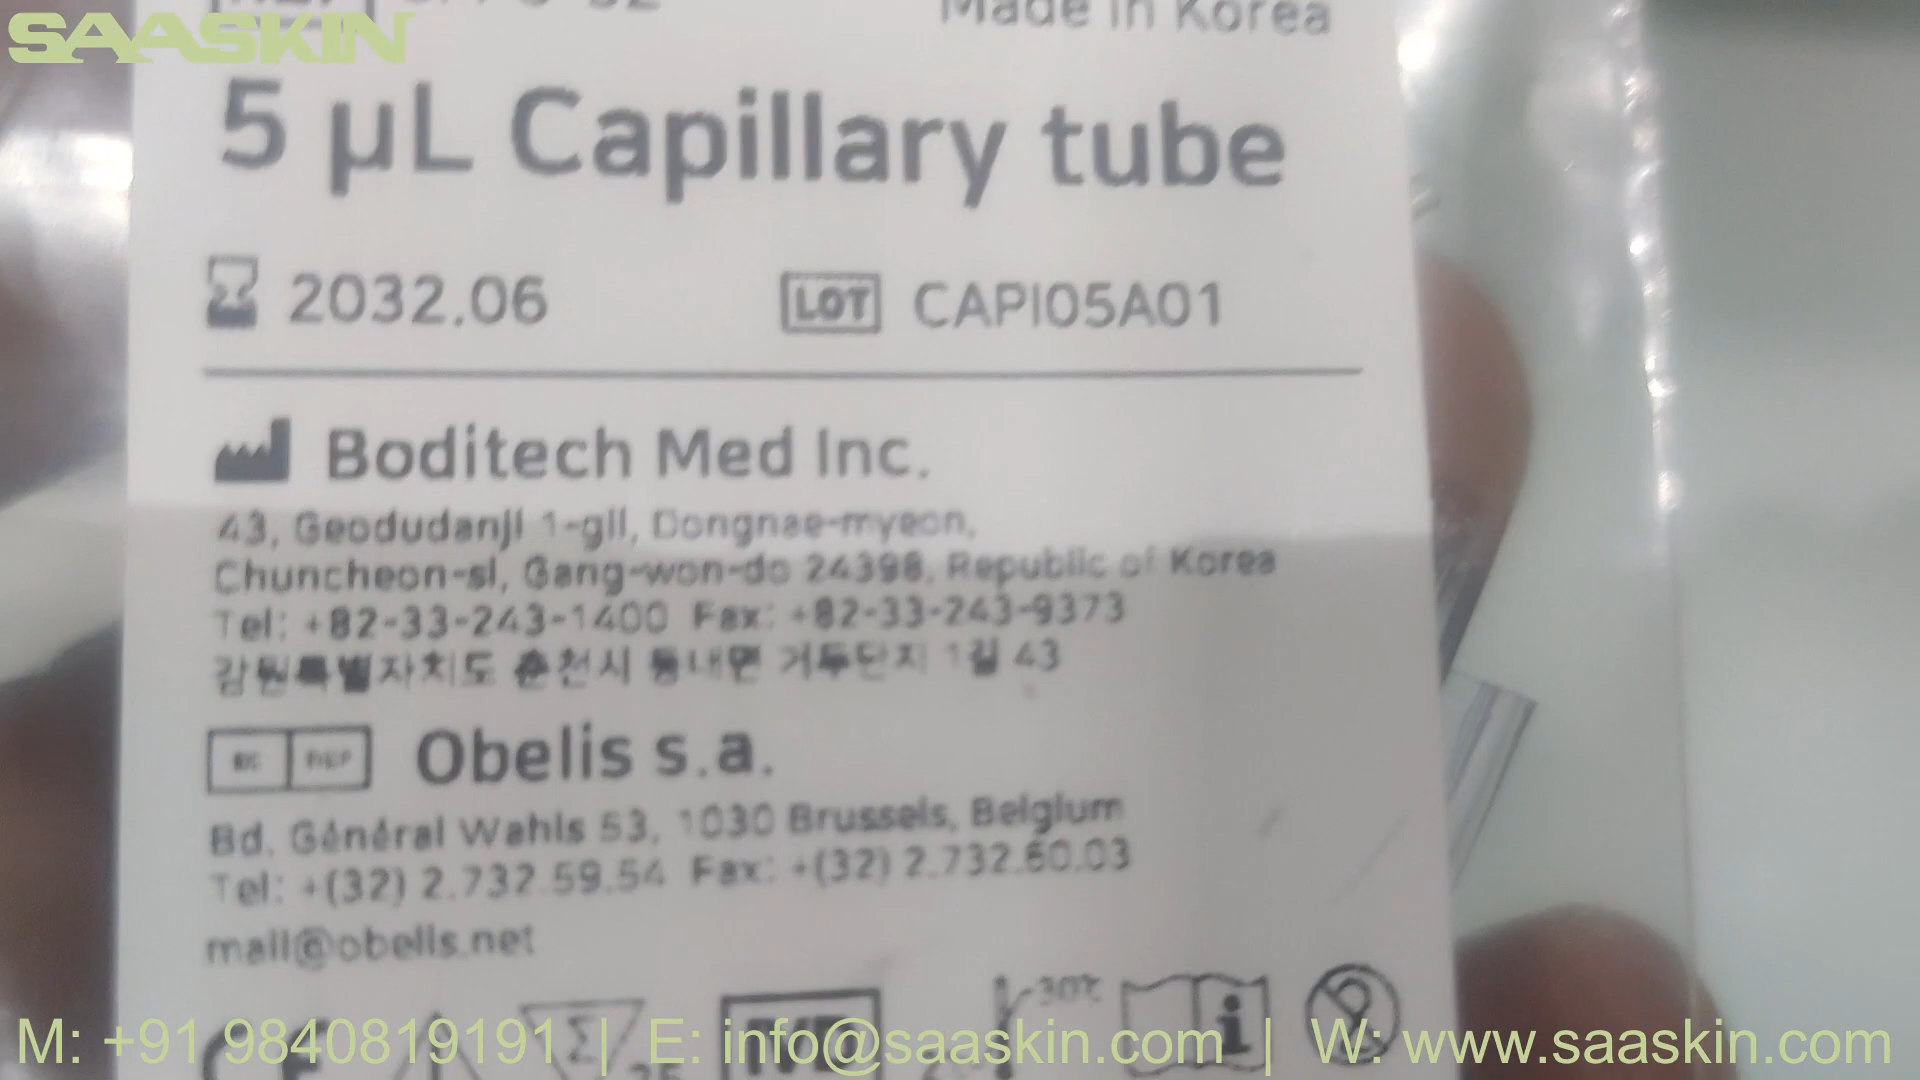 SAASKIN
Made in Korea
5 µL Capillary tube
2032.06
LOT CAPI05A01
Boditech Med Inc.
43, Geodudanji 1-gil, Dongnae-myeon,
Chuncheon-si, Gang-won-do 24398, Republic of Korea
Tel: +82-33-243-1400 Fax: +82-33-243-9373
강원특별자치도 춘천시 동내면 거두단지 1길 43
EC REP Obelis s.a.
Bd. Général Wahis 53, 1030 Brussels, Belgium
Tel: +(32) 2.732.59.54 Fax: +(32) 2.732.60.03
mail@obelis.net
30℃
IVD
M: +91 9840819191 | E: info@saaskin.com | W: www.saaskin.com